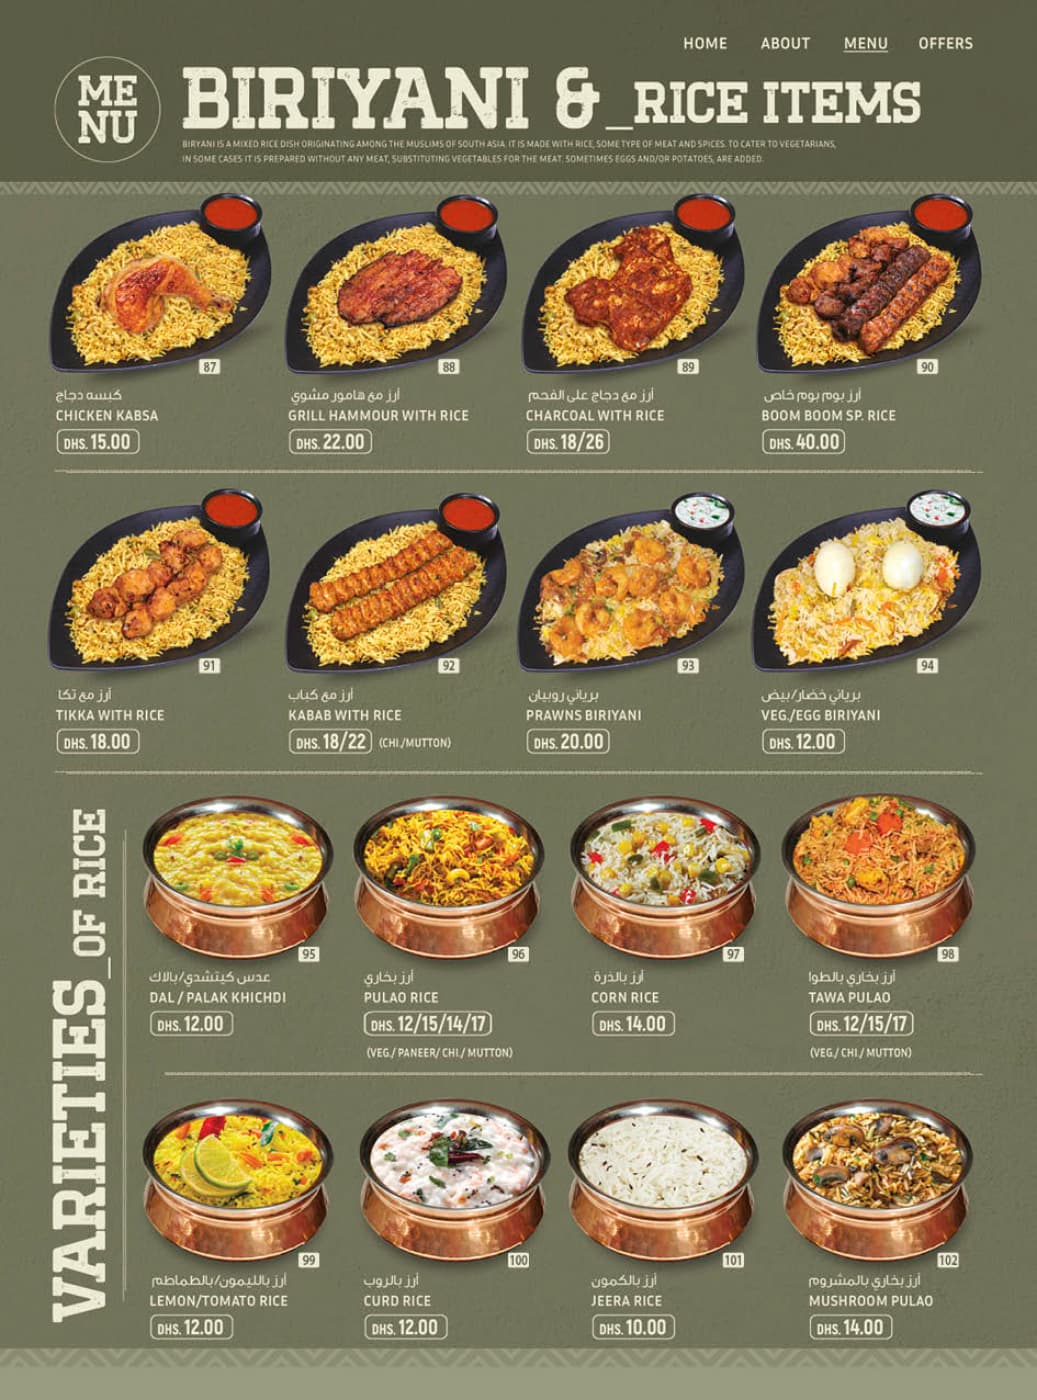 HOME ABOUT MENU OFFERS
ME
NU
BIRIYANI & _RICE ITEMS
BIRYANI IS A MIXED RICE DISH ORIGINATING AMONG THE MUSLIMS OF SOUTH ASIA. IT IS MADE WITH RICE, SOME TYPE OF MEAT AND SPICES. TO CATER TO VEGETARIANS,
IN SOME CASES IT IS PREPARED WITHOUT ANY MEAT, SUBSTITUTING VEGETABLES FOR THE MEAT. SOMETIMES EGGS AND/OR POTATOES, ARE ADDED.
87
كبسه دجاج
CHICKEN KABSA
DHS. 15.00
88
أرز مع هامور مشوي
GRILL HAMMOUR WITH RICE
DHS. 22.00
89
أرز مع دجاج على الفحم
CHARCOAL WITH RICE
DHS. 18/26
90
أرز بوم بوم خاص
BOOM BOOM SP. RICE
DHS. 40.00
91
أرز مع تكا
TIKKA WITH RICE
DHS. 18.00
92
أرز مع كباب
KABAB WITH RICE
DHS. 18/22 (CHI./MUTTON)
93
برياني روبيان
PRAWNS BIRIYANI
DHS. 20.00
94
برياني خضار/بيض
VEG./EGG BIRIYANI
DHS. 12.00
VARIETIES_OF RICE
95
عدس كيتشدي/بالاك
DAL / PALAK KHICHDI
DHS. 12.00
96
أرز بخاري
PULAO RICE
DHS. 12/15/14/17
(VEG./ PANEER/ CHI./ MUTTON)
97
أرز بالذرة
CORN RICE
DHS. 14.00
98
أرز بخاري بالطوا
TAWA PULAO
DHS. 12/15/17
(VEG./ CHI./ MUTTON)
99
أرز بالليمون/بالطماطم
LEMON/TOMATO RICE
DHS. 12.00
100
أرز بالروب
CURD RICE
DHS. 12.00
101
أرز بالكمون
JEERA RICE
DHS. 10.00
102
أرز بخاري بالمشروم
MUSHROOM PULAO
DHS. 14.00